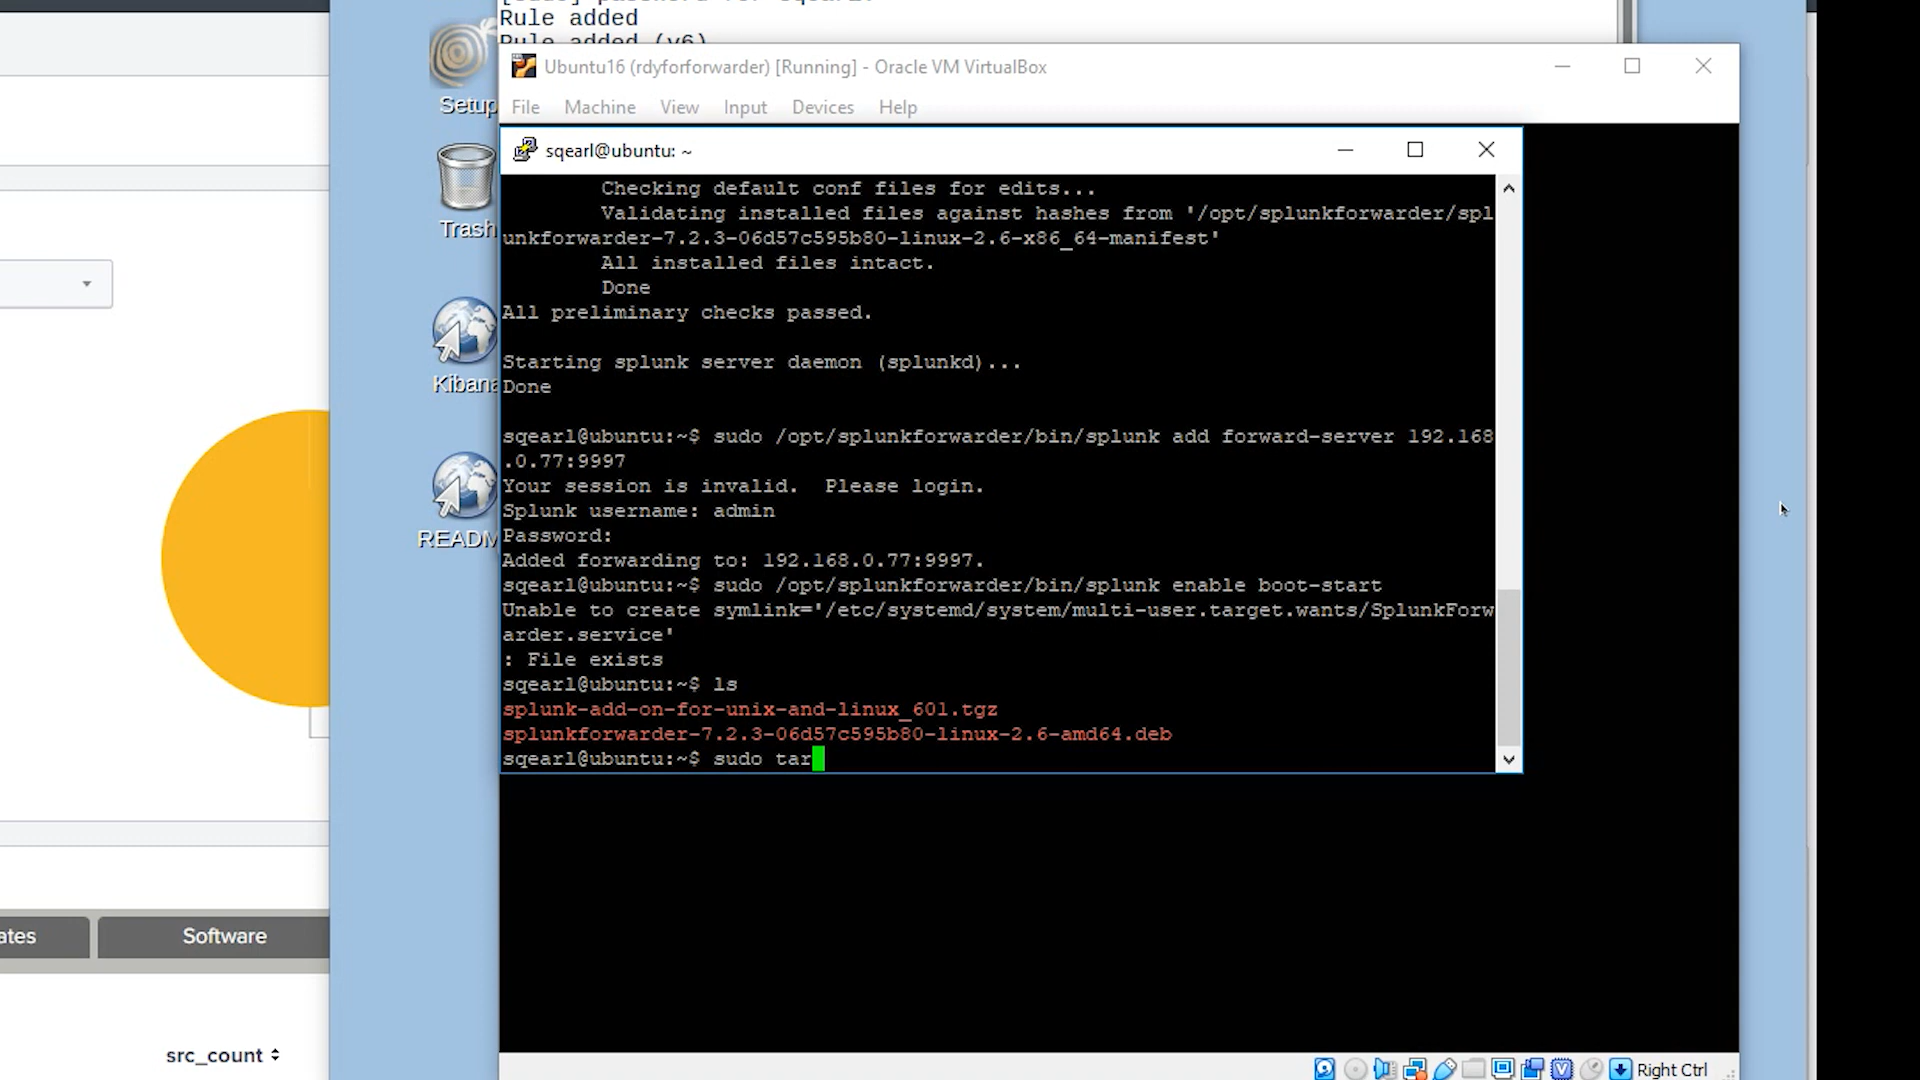 Rule added
Rule added (v6)
Ubuntu16 (rdyforforwarder) [Running] - Oracle VM VirtualBox
File Machine View Input Devices Help
sqearl@ubuntu: ~
Checking default conf files for edits...
Validating installed files against hashes from '/opt/splunkforwarder/spl
unkforwarder-7.2.3-06d57c595b80-linux-2.6-x86_64-manifest'
All installed files intact.
Done
All preliminary checks passed.
Starting splunk server daemon (splunkd)...
Done
sqearl@ubuntu:~$ sudo /opt/splunkforwarder/bin/splunk add forward-server 192.168
.0.77:9997
Your session is invalid.  Please login.
Splunk username: admin
Password:
Added forwarding to: 192.168.0.77:9997.
sqearl@ubuntu:~$ sudo /opt/splunkforwarder/bin/splunk enable boot-start
Unable to create symlink='/etc/systemd/system/multi-user.target.wants/SplunkForw
arder.service'
: File exists
sqearl@ubuntu:~$ ls
splunk-add-on-for-unix-and-linux_601.tgz
splunkforwarder-7.2.3-06d57c595b80-linux-2.6-amd64.deb
sqearl@ubuntu:~$ sudo tar
Setup
Trash
Kibana
READM
ates
Software
src_count
Right Ctrl